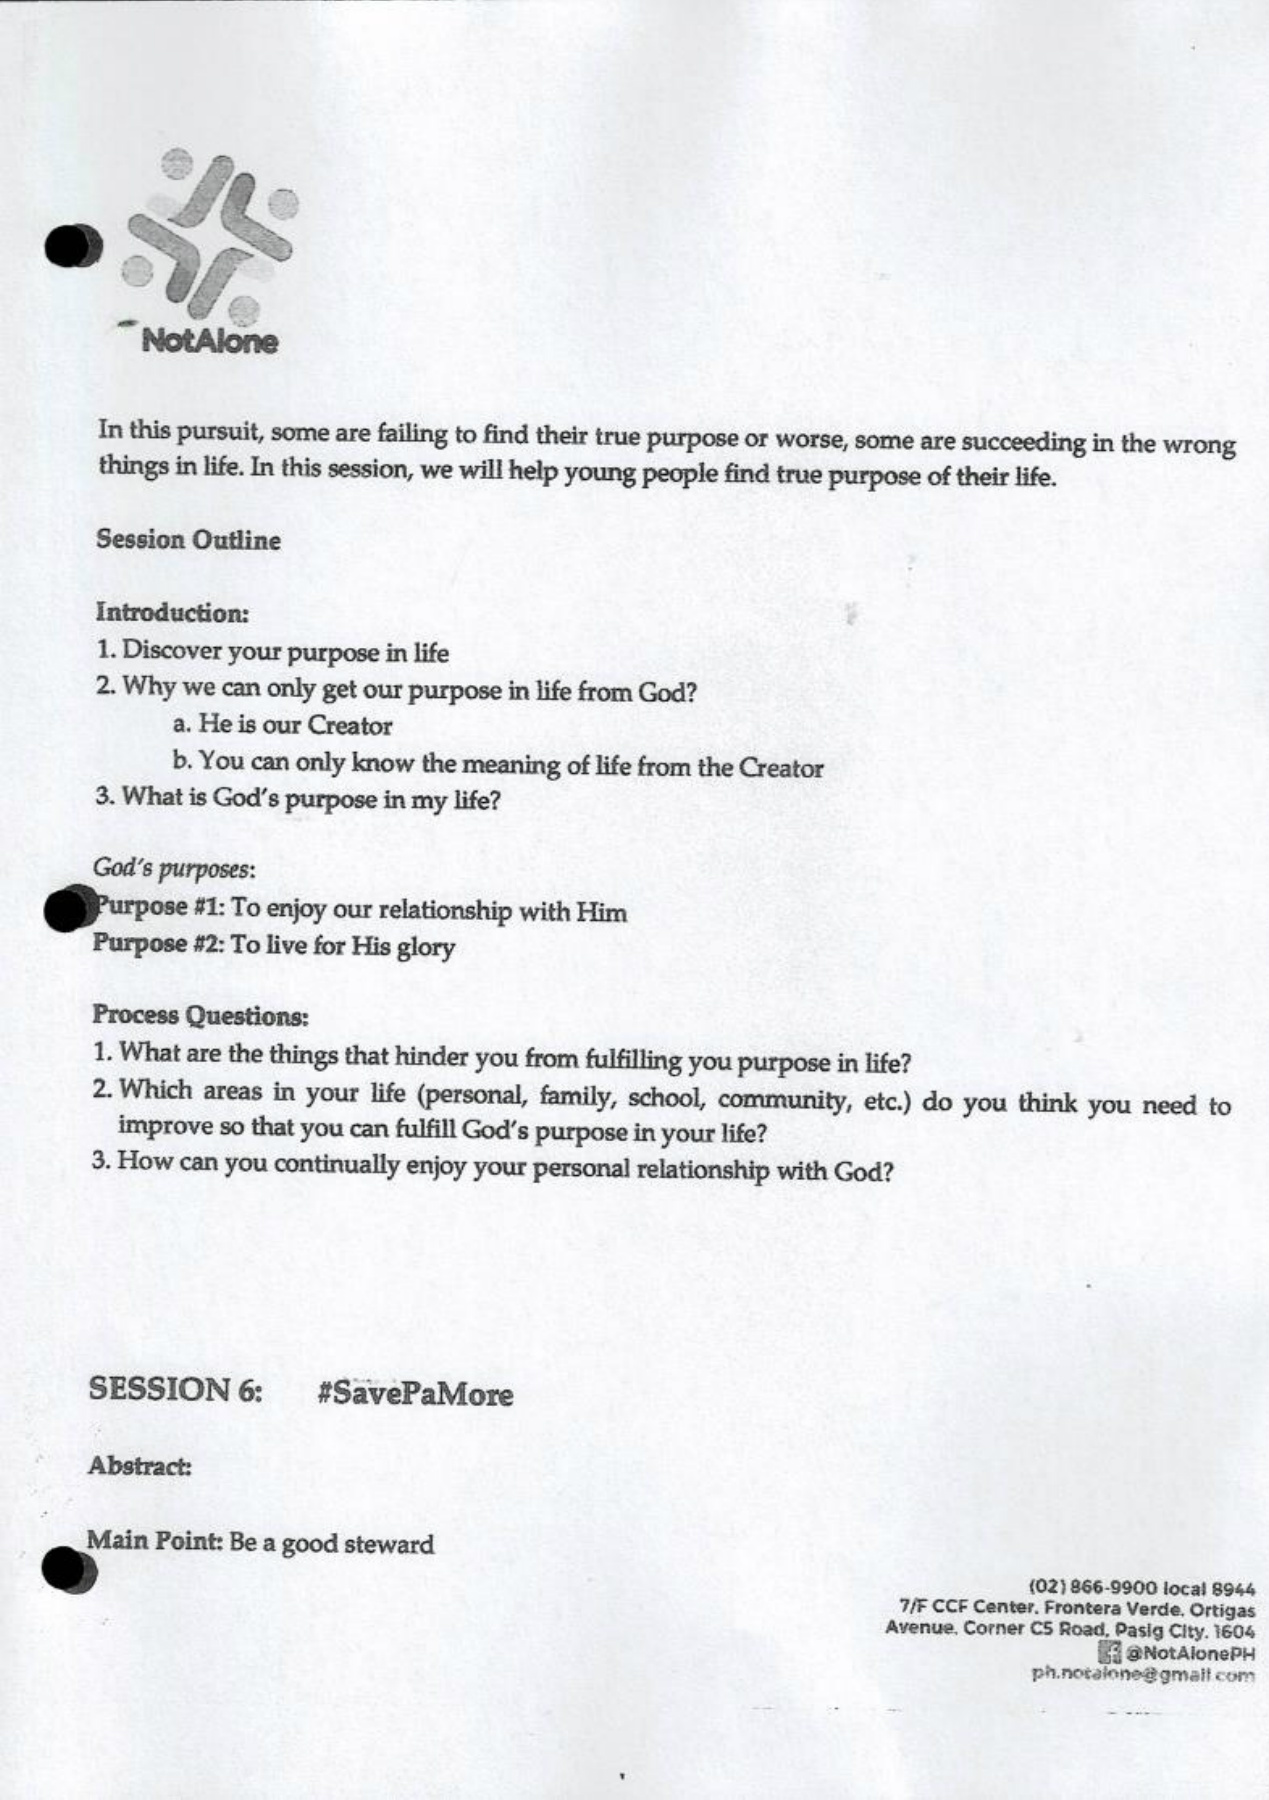 NotAlone
In this pursuit, some are failing to find their true purpose or worse, some are succeeding in the wrong
things in life. In this session, we will help young people find true purpose of their life.
Session Outline
Introduction:
1. Discover your purpose in life
2. Why we can only get our purpose in life from God?
a. He is our Creator
b. You can only know the meaning of life from the Creator
3. What is God's purpose in my life?
God's purposes:
Purpose #1: To enjoy our relationship with Him
Purpose #2: To live for His glory
Process Questions:
1. What are the things that hinder you from fulfilling you purpose in life?
2. Which areas in your life (personal, family, school, community, etc.) do you think you need to
improve so that you can fulfill God's purpose in your life?
3. How can you continually enjoy your personal relationship with God?
SESSION 6: #SavePaMore
Abstract:
Main Point: Be a good steward
(02) 866-9900 local 8944
7/F CCF Center, Frontera Verde, Ortigas
Avenue, Corner C5 Road, Pasig City, 1604
@NotAlonePH
ph.notalone@gmail.com